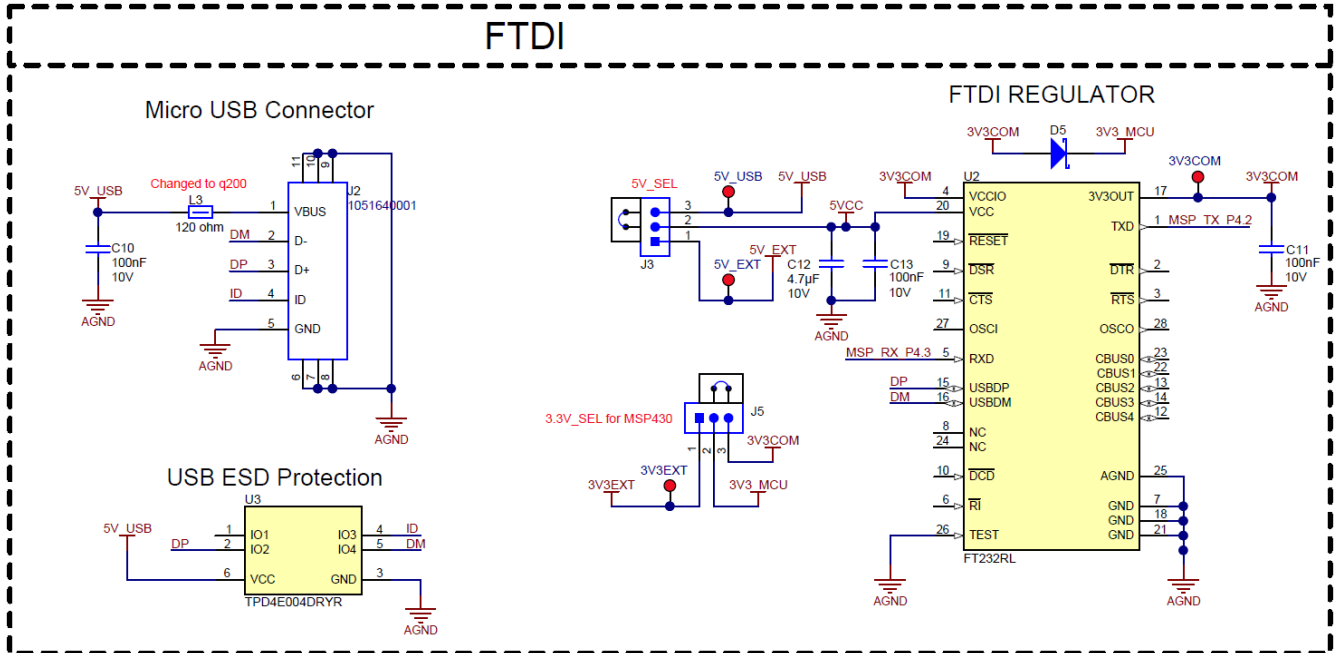 FTDI
Micro USB Connector
FTDI REGULATOR
5V_USB
Changed to q200
L3
120 ohm
C10
100nF
10V
AGND
DM
DP
ID
AGND
1
2
3
4
5
VBUS
D-
D+
ID
GND
11
10
9
6
7
8
J2
1051640001
AGND
USB ESD Protection
U3
5V_USB
DP
1 IO1
2 IO2
6 VCC
IO3 4 ID
IO4 5 DM
GND 3
TPD4E004DRYR
AGND
5V_SEL
J3
3
2
1
5V_USB
5V_USB
5VCC
5V_EXT
5V_EXT
C12
4.7µF
10V
C13
100nF
10V
AGND
3.3V_SEL for MSP430
J5
1
2
3
3V3COM
3V3EXT
3V3EXT
3V3_MCU
3V3COM
D5
3V3_MCU
3V3COM
U2
4 VCCIO
20 VCC
19 RESET
9 DSR
11 CTS
27 OSCI
MSP_RX_P4.3 5 RXD
DP 15 USBDP
DM 16 USBDM
8 NC
24 NC
10 DCD
6 RI
26 TEST
FT232RL
AGND
3V3OUT 17
TXD 1 MSP_TX_P4.2
DTR 2
RTS 3
OSCO 28
CBUS0 23
CBUS1 22
CBUS2 13
CBUS3 14
CBUS4 12
AGND 25
GND 7
GND 18
GND 21
AGND
3V3COM
3V3COM
C11
100nF
10V
AGND